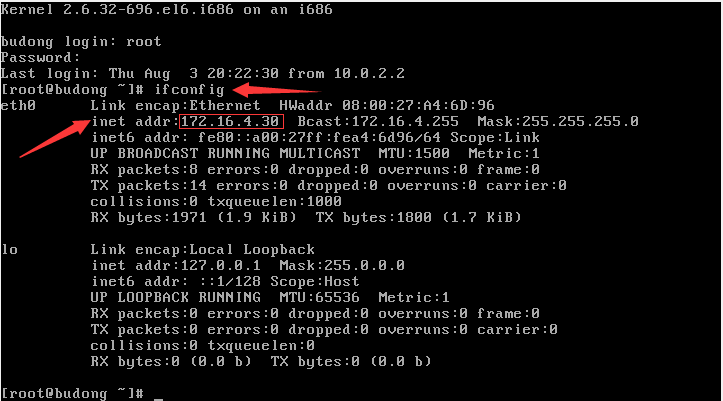 Kernel 2.6.32-696.el6.i686 on an i686
budong login: root
Password:
Last login: Thu Aug  3 20:22:30 from 10.0.2.2
[root@budong ~]# ifconfig
eth0      Link encap:Ethernet  HWaddr 08:00:27:A4:6D:96
          inet addr:172.16.4.30  Bcast:172.16.4.255  Mask:255.255.255.0
          inet6 addr: fe80::a00:27ff:fea4:6d96/64 Scope:Link
          UP BROADCAST RUNNING MULTICAST  MTU:1500  Metric:1
          RX packets:8 errors:0 dropped:0 overruns:0 frame:0
          TX packets:14 errors:0 dropped:0 overruns:0 carrier:0
          collisions:0 txqueuelen:1000
          RX bytes:1971 (1.9 KiB)  TX bytes:1800 (1.7 KiB)
lo        Link encap:Local Loopback
          inet addr:127.0.0.1  Mask:255.0.0.0
          inet6 addr: ::1/128 Scope:Host
          UP LOOPBACK RUNNING  MTU:65536  Metric:1
          RX packets:0 errors:0 dropped:0 overruns:0 frame:0
          TX packets:0 errors:0 dropped:0 overruns:0 carrier:0
          collisions:0 txqueuelen:0
          RX bytes:0 (0.0 b)  TX bytes:0 (0.0 b)
[root@budong ~]# _